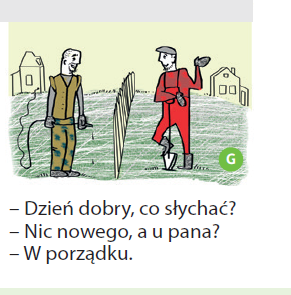 G
– Dzień dobry, co słychać?
– Nic nowego, a u pana?
– W porządku.